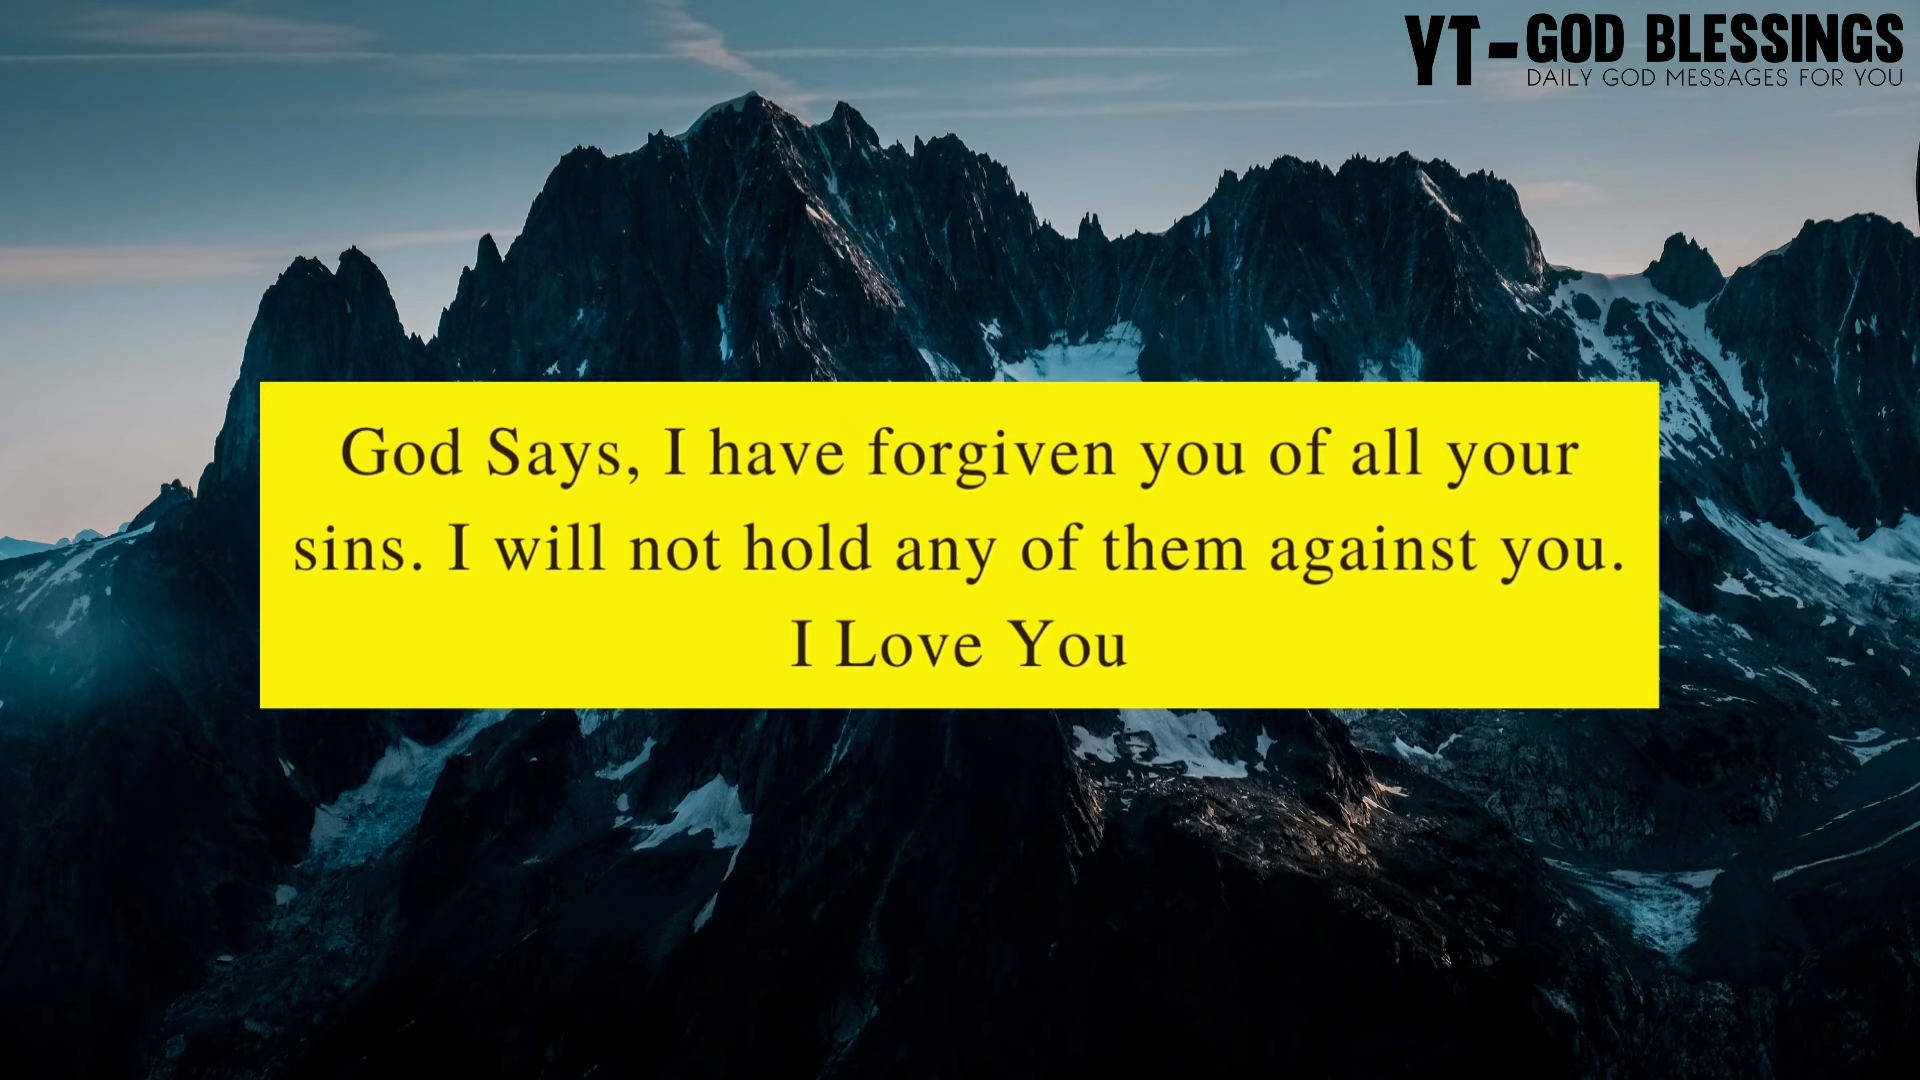 YT-GOD BLESSINGS
DAILY GOD MESSAGES FOR YOU
God Says, I have forgiven you of all your
sins. I will not hold any of them against you.
I Love You